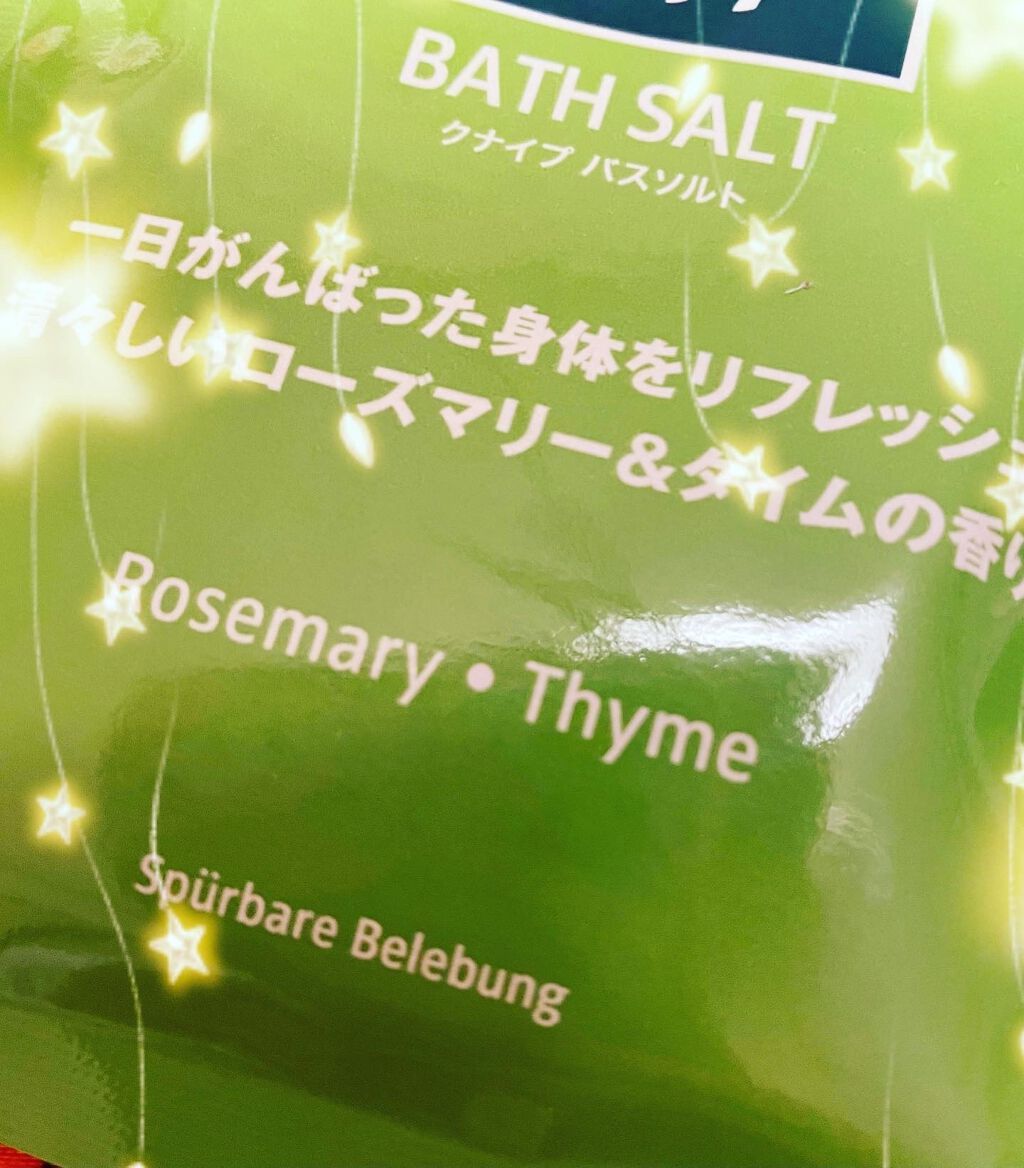 BATH SALT
クナイプ バスソルト
一日がんばった身体をリフレッシュ
清々しいローズマリー&タイムの香り
Rosemary • Thyme
Spürbare Belebung